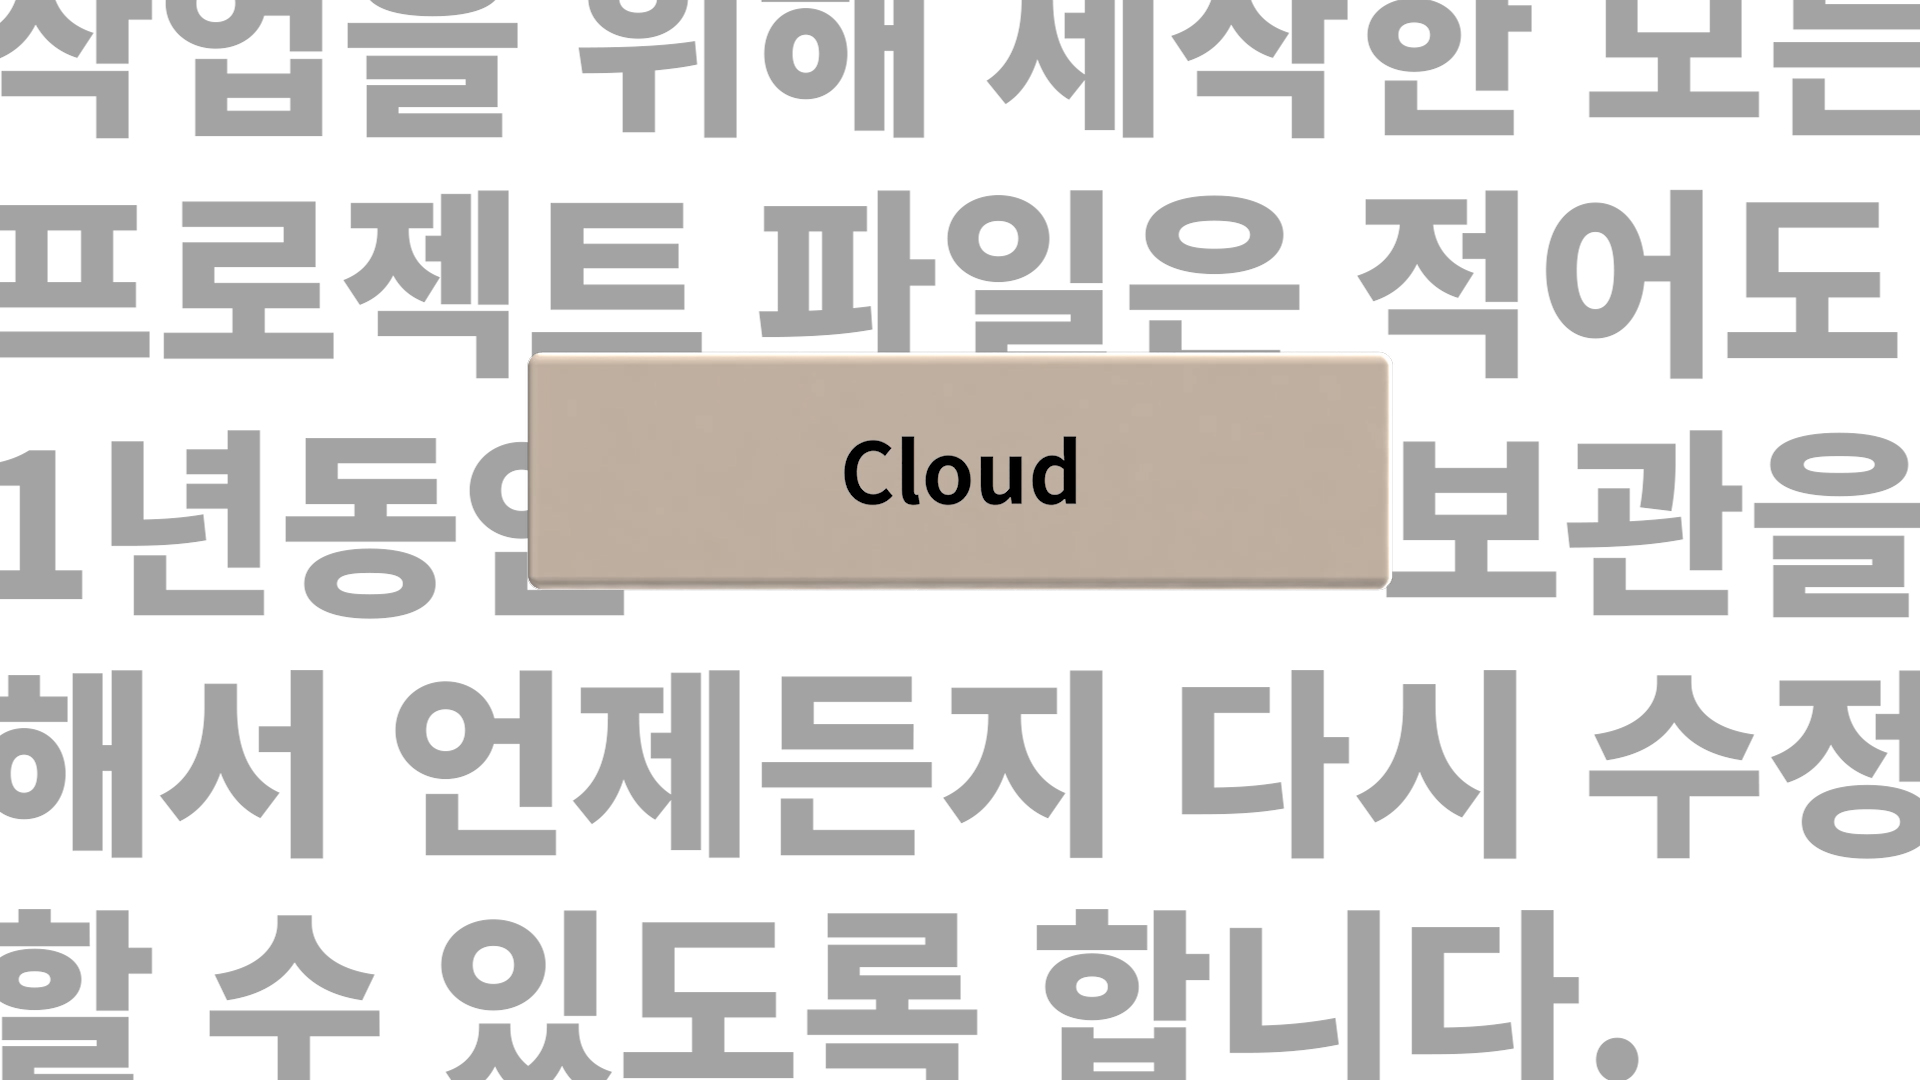 작업을 위해 제작한 모든
프로젝트 파일은 적어도
1년동안
Cloud
보관을
해서 언제든지 다시 수정
할 수 있도록 합니다.